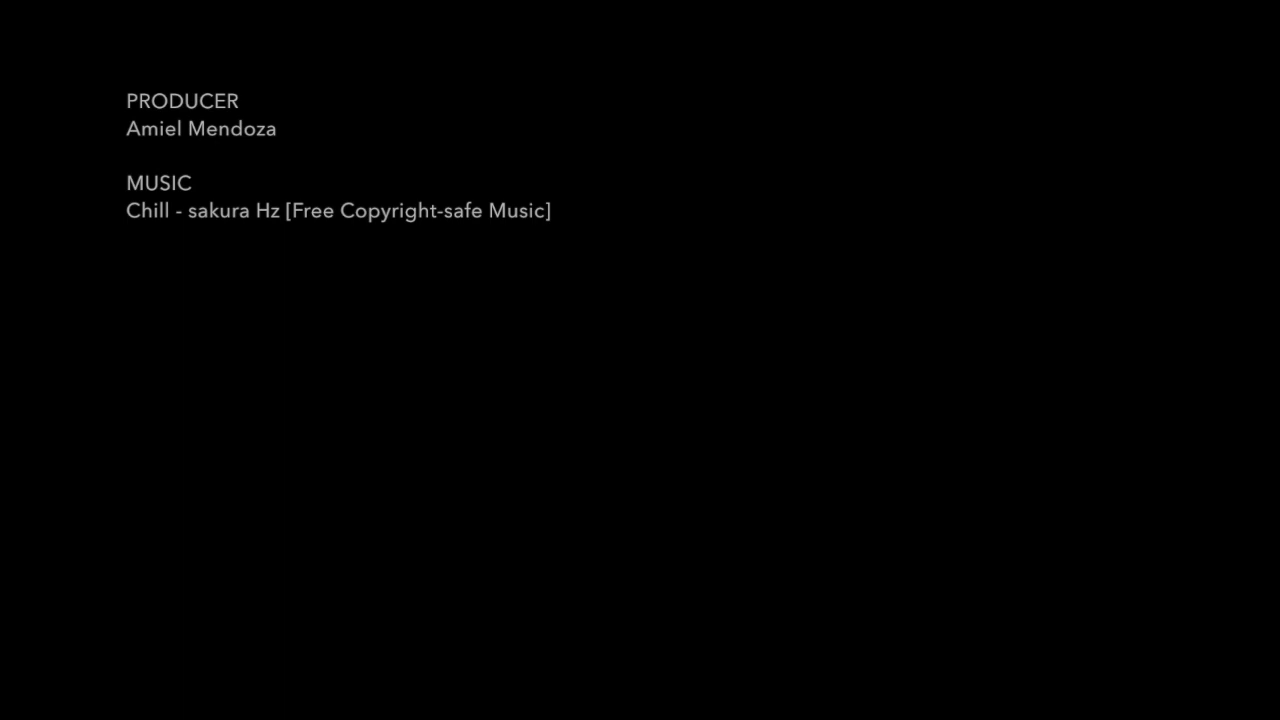 PRODUCER
Amiel Mendoza
MUSIC
Chill - sakura Hz [Free Copyright-safe Music]